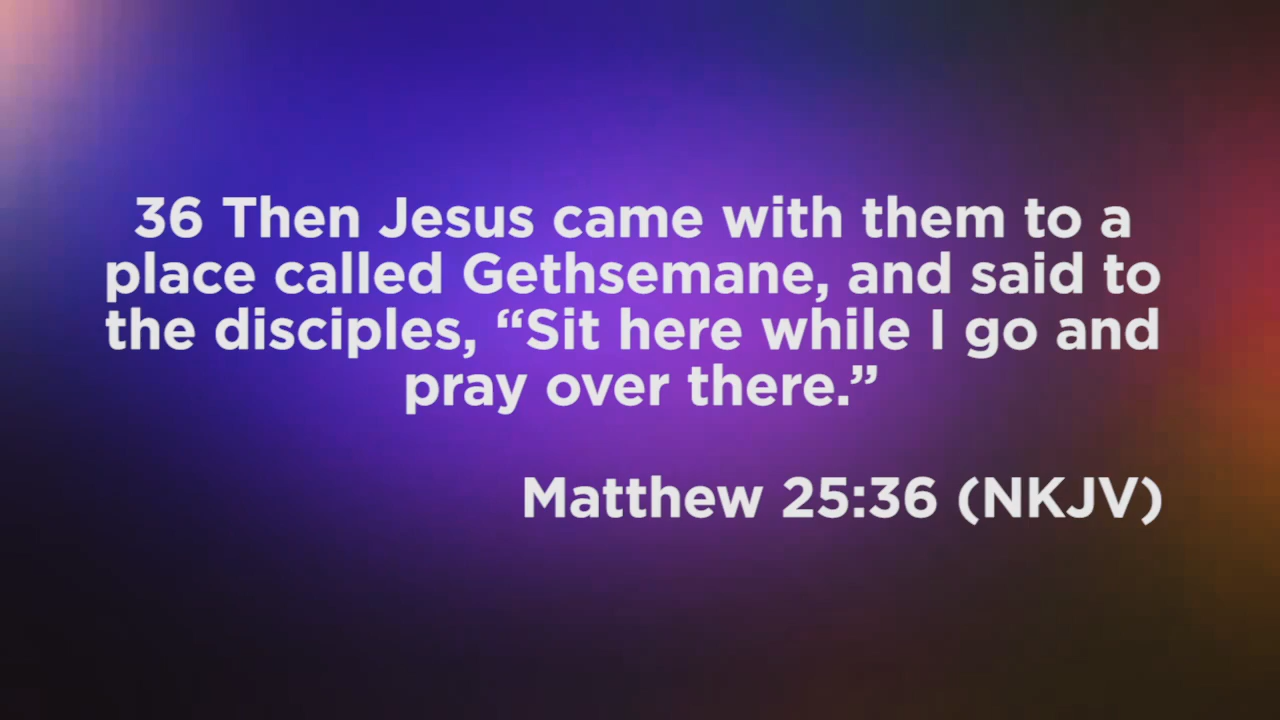 36 Then Jesus came with them to a
place called Gethsemane, and said to
the disciples, “Sit here while I go and
pray over there.”
Matthew 25:36 (NKJV)